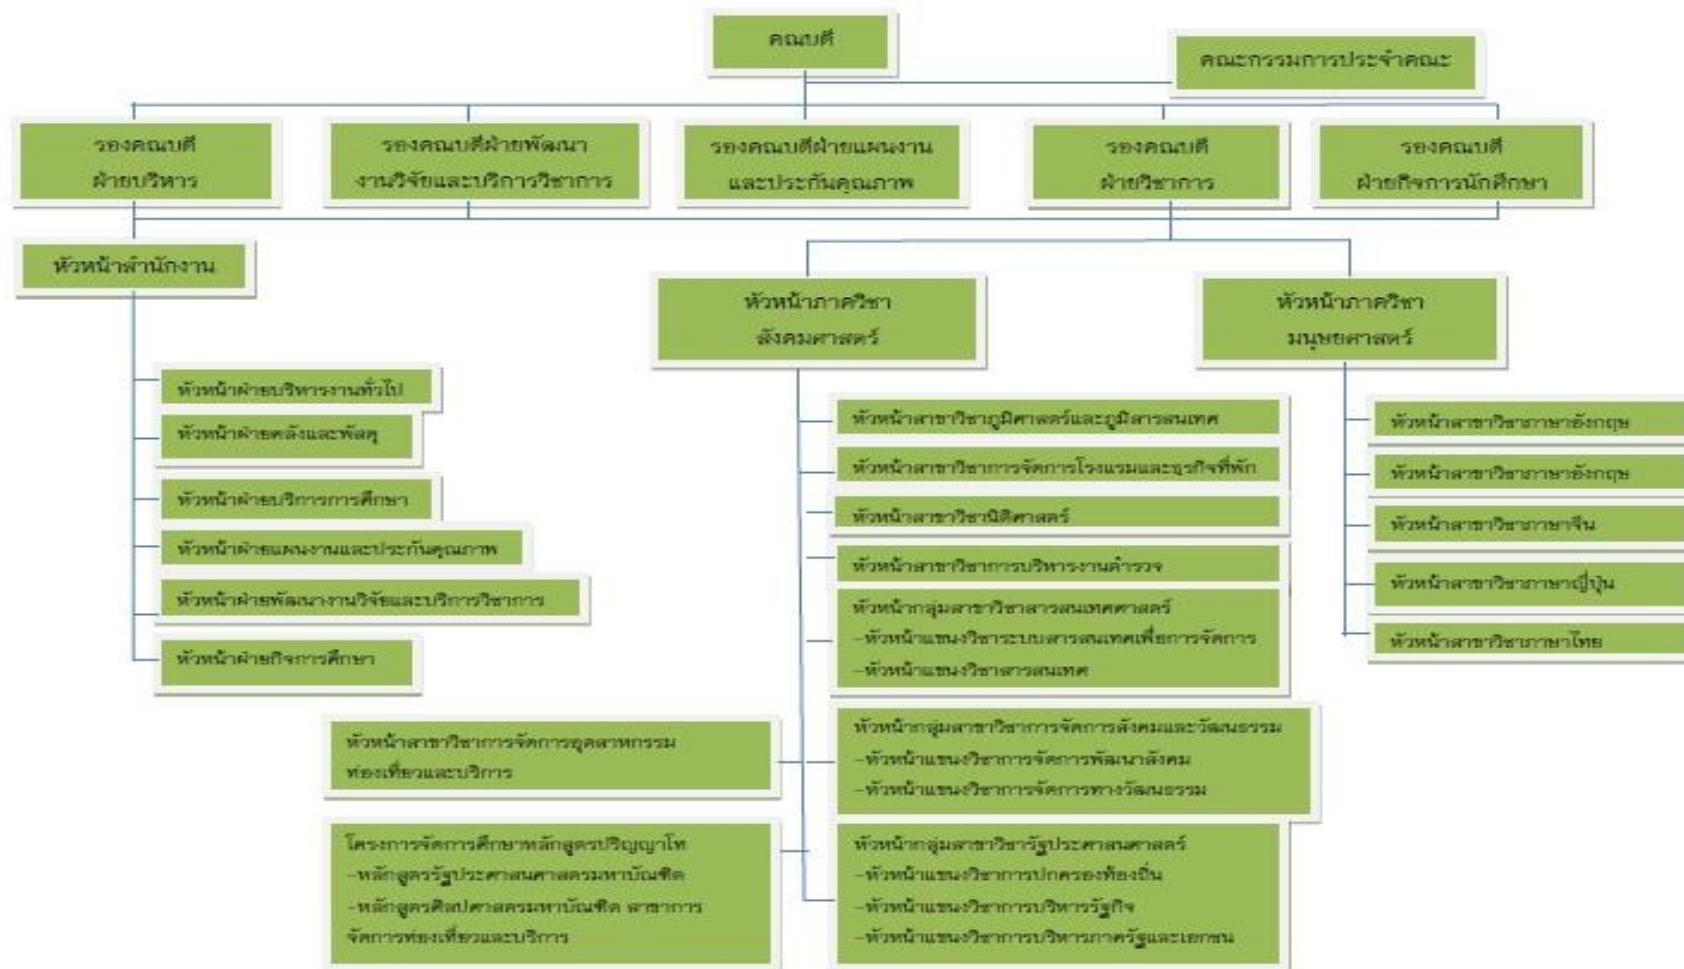 คณบดี
คณะกรรมการประจำคณะ
รองคณบดี
ฝ่ายบริหาร
รองคณบดีฝ่ายพัฒนา
งานวิจัยและบริการวิชาการ
รองคณบดีฝ่ายแผนงาน
และประกันคุณภาพ
รองคณบดี
ฝ่ายวิชาการ
รองคณบดี
ฝ่ายกิจการนักศึกษา
หัวหน้าสำนักงาน
หัวหน้าภาควิชา
สังคมศาสตร์
หัวหน้าภาควิชา
มนุษยศาสตร์
หัวหน้าฝ่ายบริหารงานทั่วไป
หัวหน้าฝ่ายคลังและพัสดุ
หัวหน้าฝ่ายบริการการศึกษา
หัวหน้าฝ่ายแผนงานและประกันคุณภาพ
หัวหน้าฝ่ายพัฒนางานวิจัยและบริการวิชาการ
หัวหน้าฝ่ายกิจการศึกษา
หัวหน้าสาขาวิชาภูมิศาสตร์และภูมิสารสนเทศ
หัวหน้าสาขาวิชาการจัดการโรงแรมและธุรกิจที่พัก
หัวหน้าสาขาวิชานิติศาสตร์
หัวหน้าสาขาวิชาการบริหารงานตำรวจ
หัวหน้ากลุ่มสาขาวิชาสารสนเทศศาสตร์
-หัวหน้าแขนงวิชาระบบสารสนเทศเพื่อการจัดการ
-หัวหน้าแขนงวิชาสารสนเทศ
หัวหน้าสาขาวิชาการจัดการอุตสาหกรรม
ท่องเที่ยวและบริการ
หัวหน้ากลุ่มสาขาวิชาการจัดการสังคมและวัฒนธรรม
-หัวหน้าแขนงวิชาการจัดการพัฒนาสังคม
-หัวหน้าแขนงวิชาการจัดการทางวัฒนธรรม
โครงการจัดการศึกษาหลักสูตรปริญญาโท
-หลักสูตรรัฐประศาสนศาสตรมหาบัณฑิต
-หลักสูตรศิลปศาสตรมหาบัณฑิต สาขาการ
จัดการท่องเที่ยวและบริการ
หัวหน้ากลุ่มสาขาวิชารัฐประศาสนศาสตร์
-หัวหน้าแขนงวิชาการปกครองท้องถิ่น
-หัวหน้าแขนงวิชาการบริหารรัฐกิจ
-หัวหน้าแขนงวิชาการบริหารภาครัฐและเอกชน
หัวหน้าสาขาวิชาภาษาอังกฤษ
หัวหน้าสาขาวิชาภาษาอังกฤษ
หัวหน้าสาขาวิชาภาษาจีน
หัวหน้าสาขาวิชาภาษาญี่ปุ่น
หัวหน้าสาขาวิชาภาษาไทย